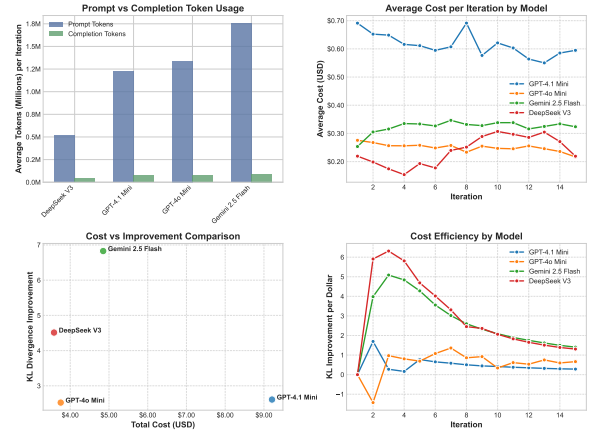 Prompt vs Completion Token Usage
Average Tokens (Millions) per Iteration
1.8M
1.5M
1.2M
1.0M
0.8M
0.5M
0.2M
0.0M
Prompt Tokens
Completion Tokens
DeepSeek V3
GPT-4.1 Mini
GPT-4o Mini
Gemini 2.5 Flash
Average Cost per Iteration by Model
Average Cost (USD)
$0.70
$0.60
$0.50
$0.40
$0.30
$0.20
GPT-4.1 Mini
GPT-4o Mini
Gemini 2.5 Flash
DeepSeek V3
2 4 6 8 10 12 14
Iteration
Cost vs Improvement Comparison
KL Divergence Improvement
7
6
5
4
3
Gemini 2.5 Flash
DeepSeek V3
GPT-4o Mini
GPT-4.1 Mini
$4.00 $5.00 $6.00 $7.00 $8.00 $9.00
Total Cost (USD)
Cost Efficiency by Model
KL Improvement per Dollar
6
5
4
3
2
1
0
−1
GPT-4.1 Mini
GPT-4o Mini
Gemini 2.5 Flash
DeepSeek V3
2 4 6 8 10 12 14
Iteration